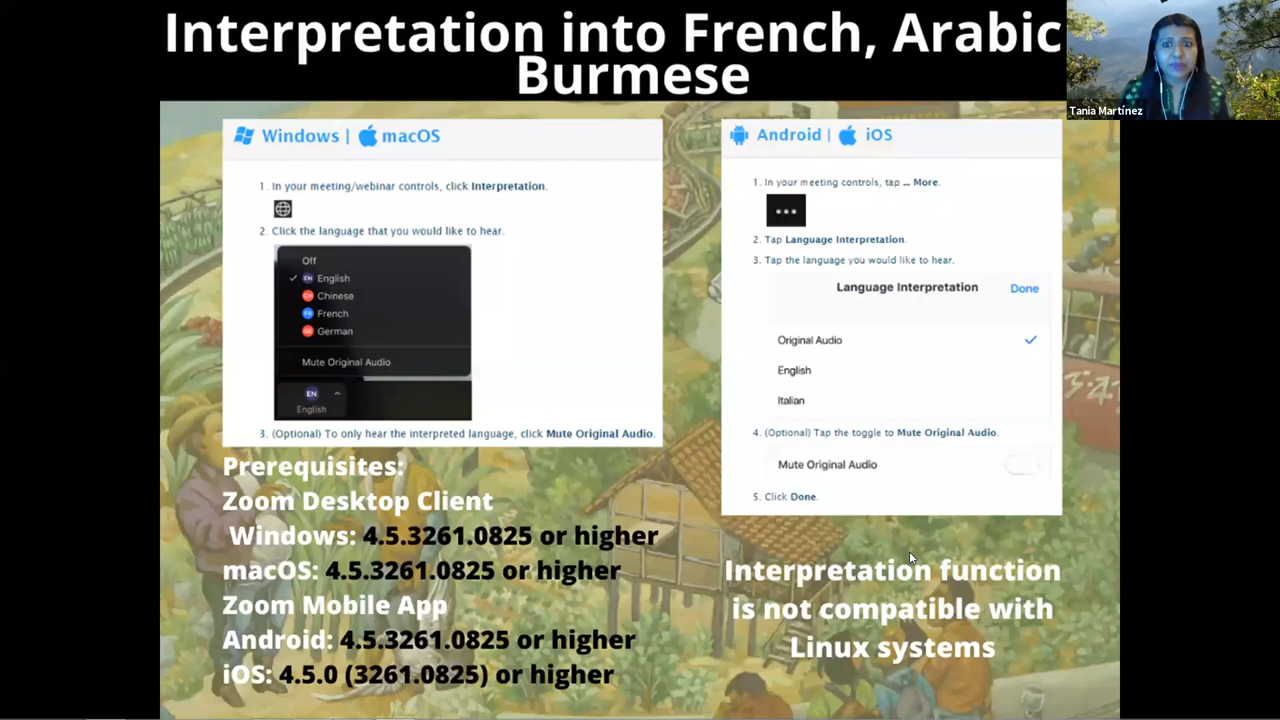 Interpretation into French, Arabic
Burmese
Tania Martínez
Windows | macOS
1. In your meeting/webinar controls, click Interpretation.
2. Click the language that you would like to hear.
Off
✓ EN English
CH Chinese
FR French
DE German
Mute Original Audio
EN
English
3. (Optional) To only hear the interpreted language, click Mute Original Audio.
Prerequisites:
Zoom Desktop Client
Windows: 4.5.3261.0825 or higher
macOS: 4.5.3261.0825 or higher
Zoom Mobile App
Android: 4.5.3261.0825 or higher
iOS: 4.5.0 (3261.0825) or higher
Android | iOS
1. In your meeting controls, tap ... More.
2. Tap Language Interpretation.
3. Tap the language you would like to hear.
Language Interpretation Done
Original Audio ✓
English
Italian
4. (Optional) Tap the toggle to Mute Original Audio.
Mute Original Audio
5. Click Done.
Interpretation function
is not compatible with
Linux systems